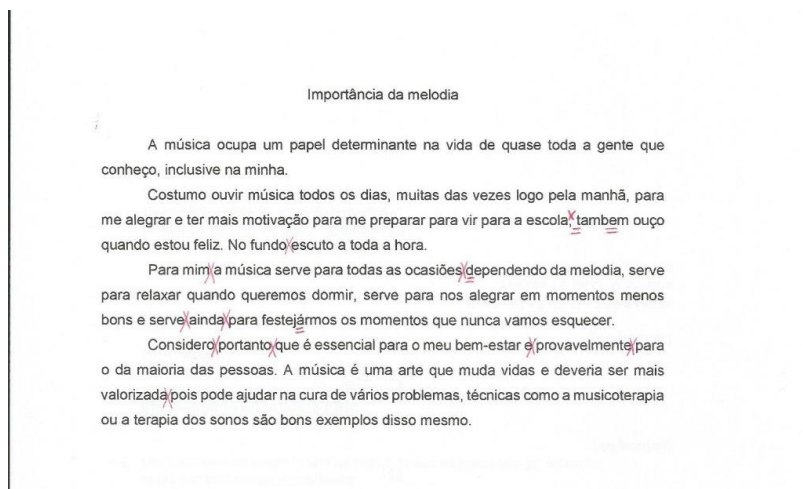 Importância da melodia
A música ocupa um papel determinante na vida de quase toda a gente que
conheço, inclusive na minha.
Costumo ouvir música todos os dias, muitas das vezes logo pela manhã, para
me alegrar e ter mais motivação para me preparar para vir para a escola, tambem ouço
quando estou feliz. No fundo escuto a toda a hora.
Para mim a música serve para todas as ocasiões dependendo da melodia, serve
para relaxar quando queremos dormir, serve para nos alegrar em momentos menos
bons e serve ainda para festejármos os momentos que nunca vamos esquecer.
Considero portanto que é essencial para o meu bem-estar e provavelmente para
o da maioria das pessoas. A música é uma arte que muda vidas e deveria ser mais
valorizada pois pode ajudar na cura de vários problemas, técnicas como a musicoterapia
ou a terapia dos sonos são bons exemplos disso mesmo.